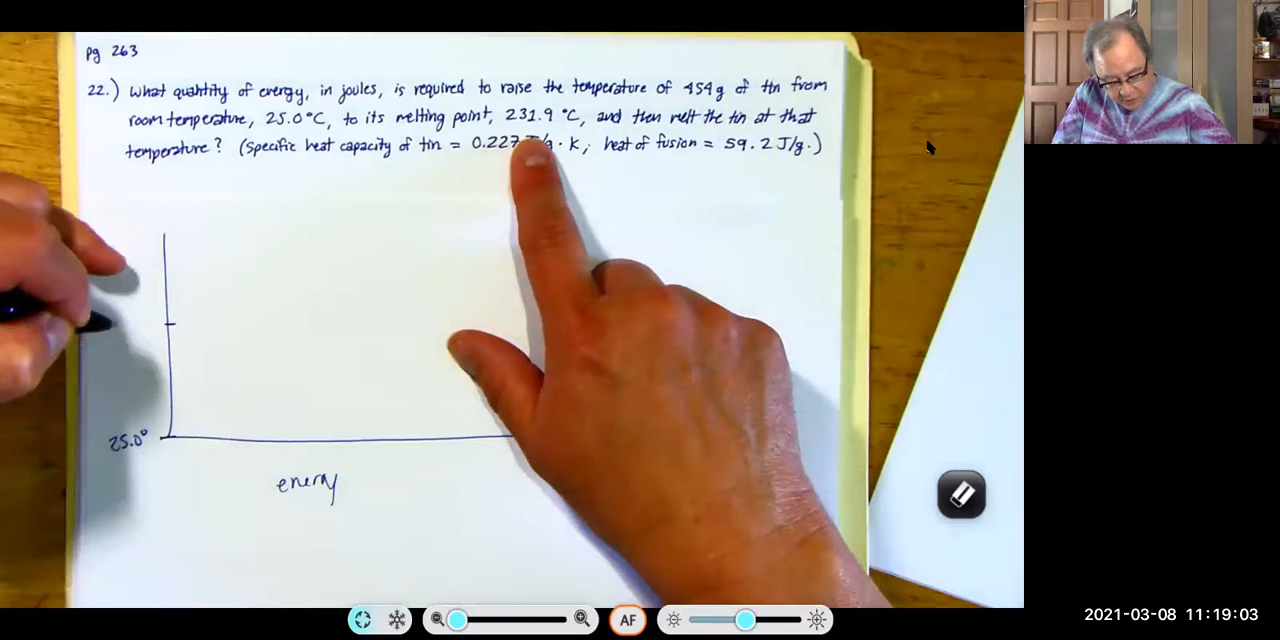 pg 263
22.) What quantity of energy, in joules, is required to raise the temperature of 454g of tin from
room temperature, 25.0°C, to its melting point, 231.9 °C, and then melt the tin at that
temperature? (Specific heat capacity of tin = 0.227 J/g · K, heat of fusion = 59.2 J/g.)
25.0°
energy
AF
2021-03-08 11:19:03